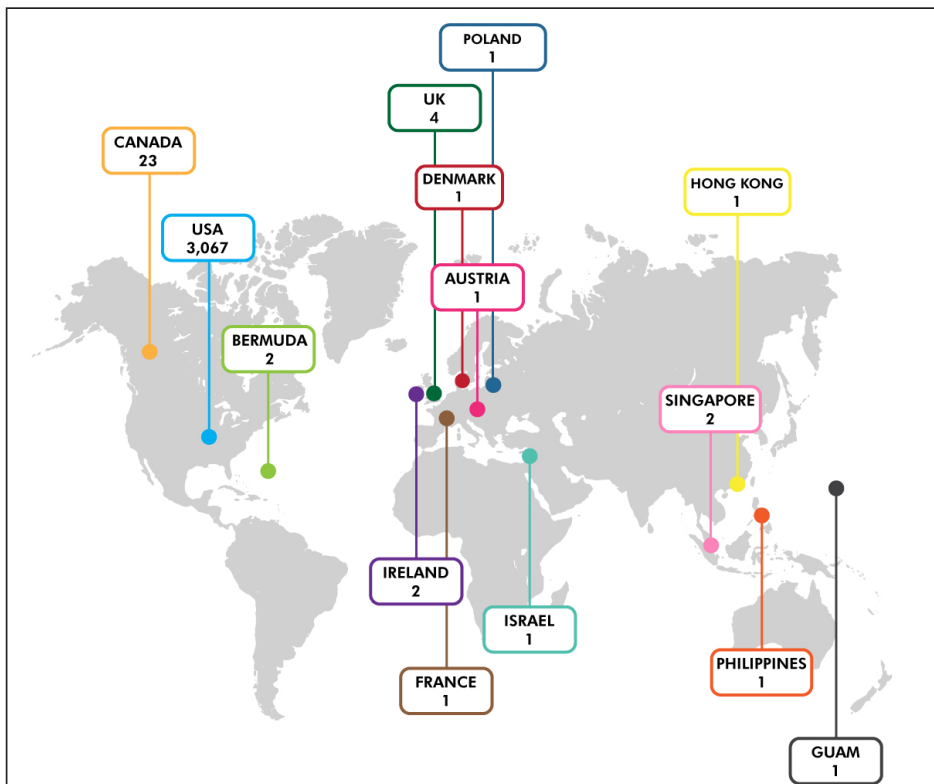 POLAND
1
UK
4
CANADA
23
DENMARK
1
HONG KONG
1
USA
3,067
AUSTRIA
1
BERMUDA
2
SINGAPORE
2
IRELAND
2
ISRAEL
1
PHILIPPINES
1
FRANCE
1
GUAM
1